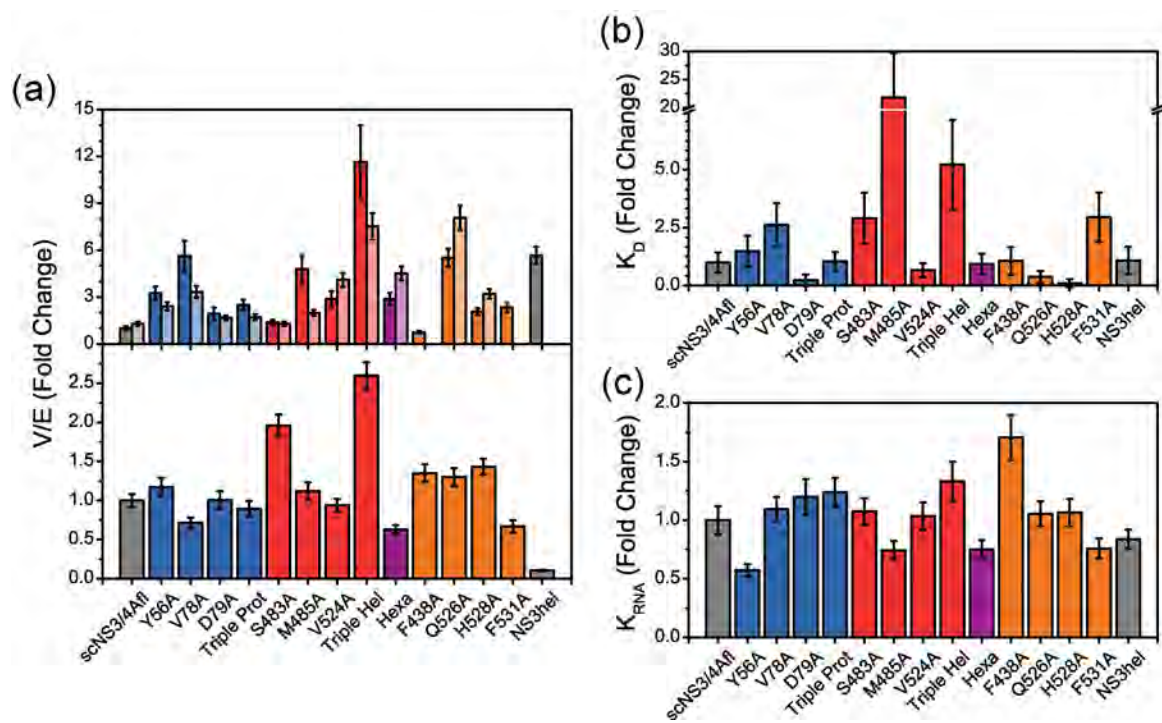 (a)
V/E (Fold Change)
15
12
9
6
3
0
2.5
2.0
1.5
1.0
0.5
0.0
scNS3/4Afl
Y56A
V78A
D79A
Triple Prot
S483A
M485A
V524A
Triple Hel
Hexa
F438A
Q526A
H528A
F531A
NS3hel
(b)
K_D (Fold Change)
30
25
20
5.0
2.5
0.0
scNS3/4Afl
Y56A
V78A
D79A
Triple Prot
S483A
M485A
V524A
Triple Hel
Hexa
F438A
Q526A
H528A
F531A
NS3hel
(c)
K_RNA (Fold Change)
2.0
1.5
1.0
0.5
0.0
scNS3/4Afl
Y56A
V78A
D79A
Triple Prot
S483A
M485A
V524A
Triple Hel
Hexa
F438A
Q526A
H528A
F531A
NS3hel